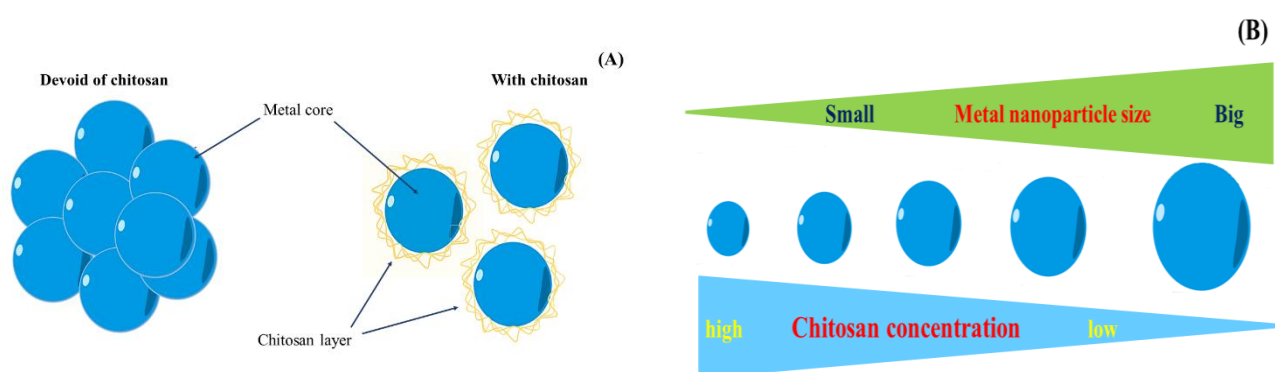 (A)
Devoid of chitosan
With chitosan
Metal core
Chitosan layer
(B)
Small Metal nanoparticle size Big
high Chitosan concentration low